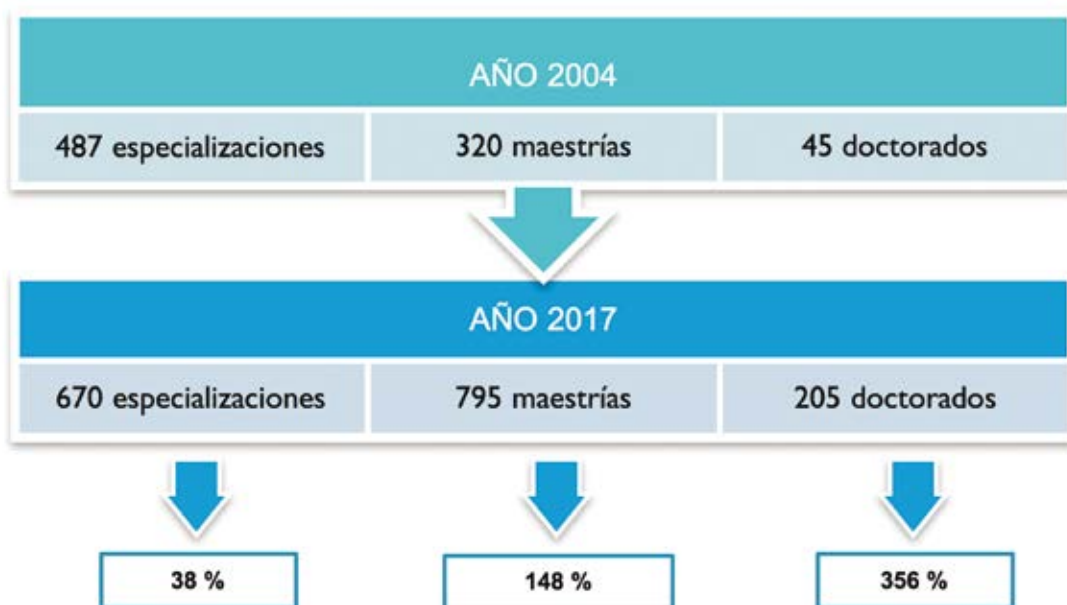 AÑO 2004
487 especializaciones
320 maestrías
45 doctorados
AÑO 2017
670 especializaciones
795 maestrías
205 doctorados
38 %
148 %
356 %